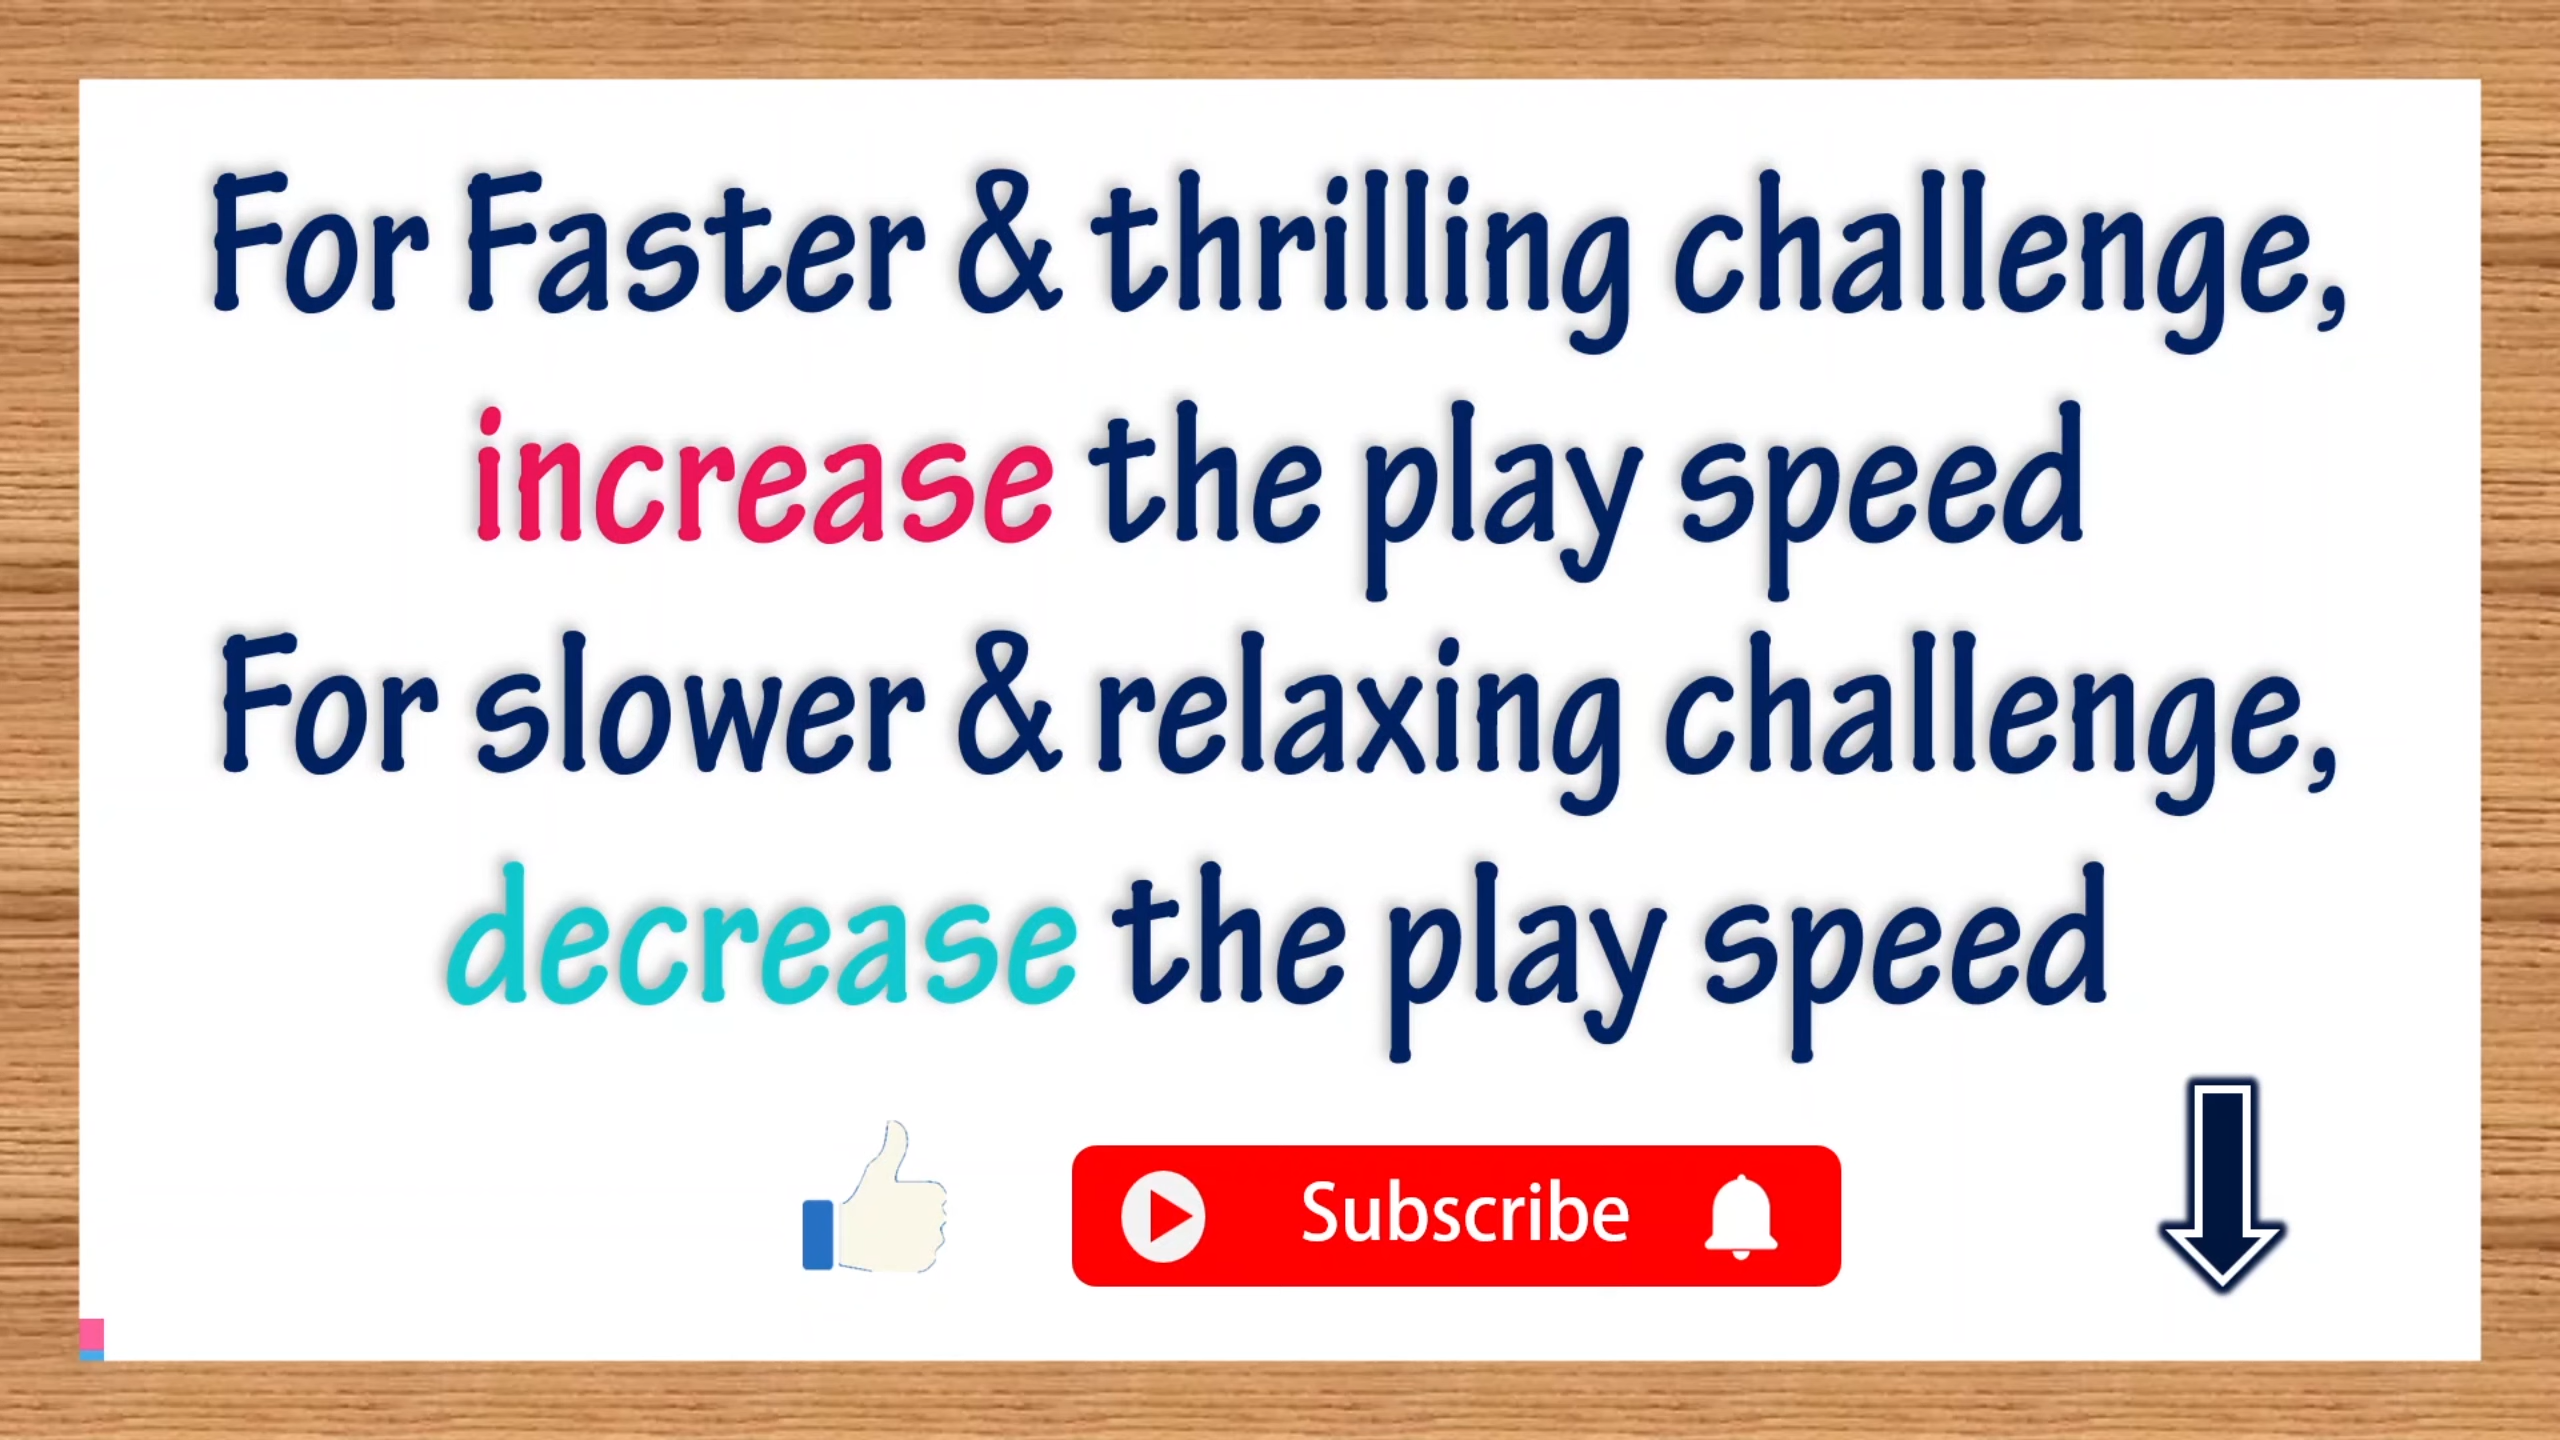 For Faster & thrilling challenge,
increase the play speed
For slower & relaxing challenge,
decrease the play speed
Subscribe